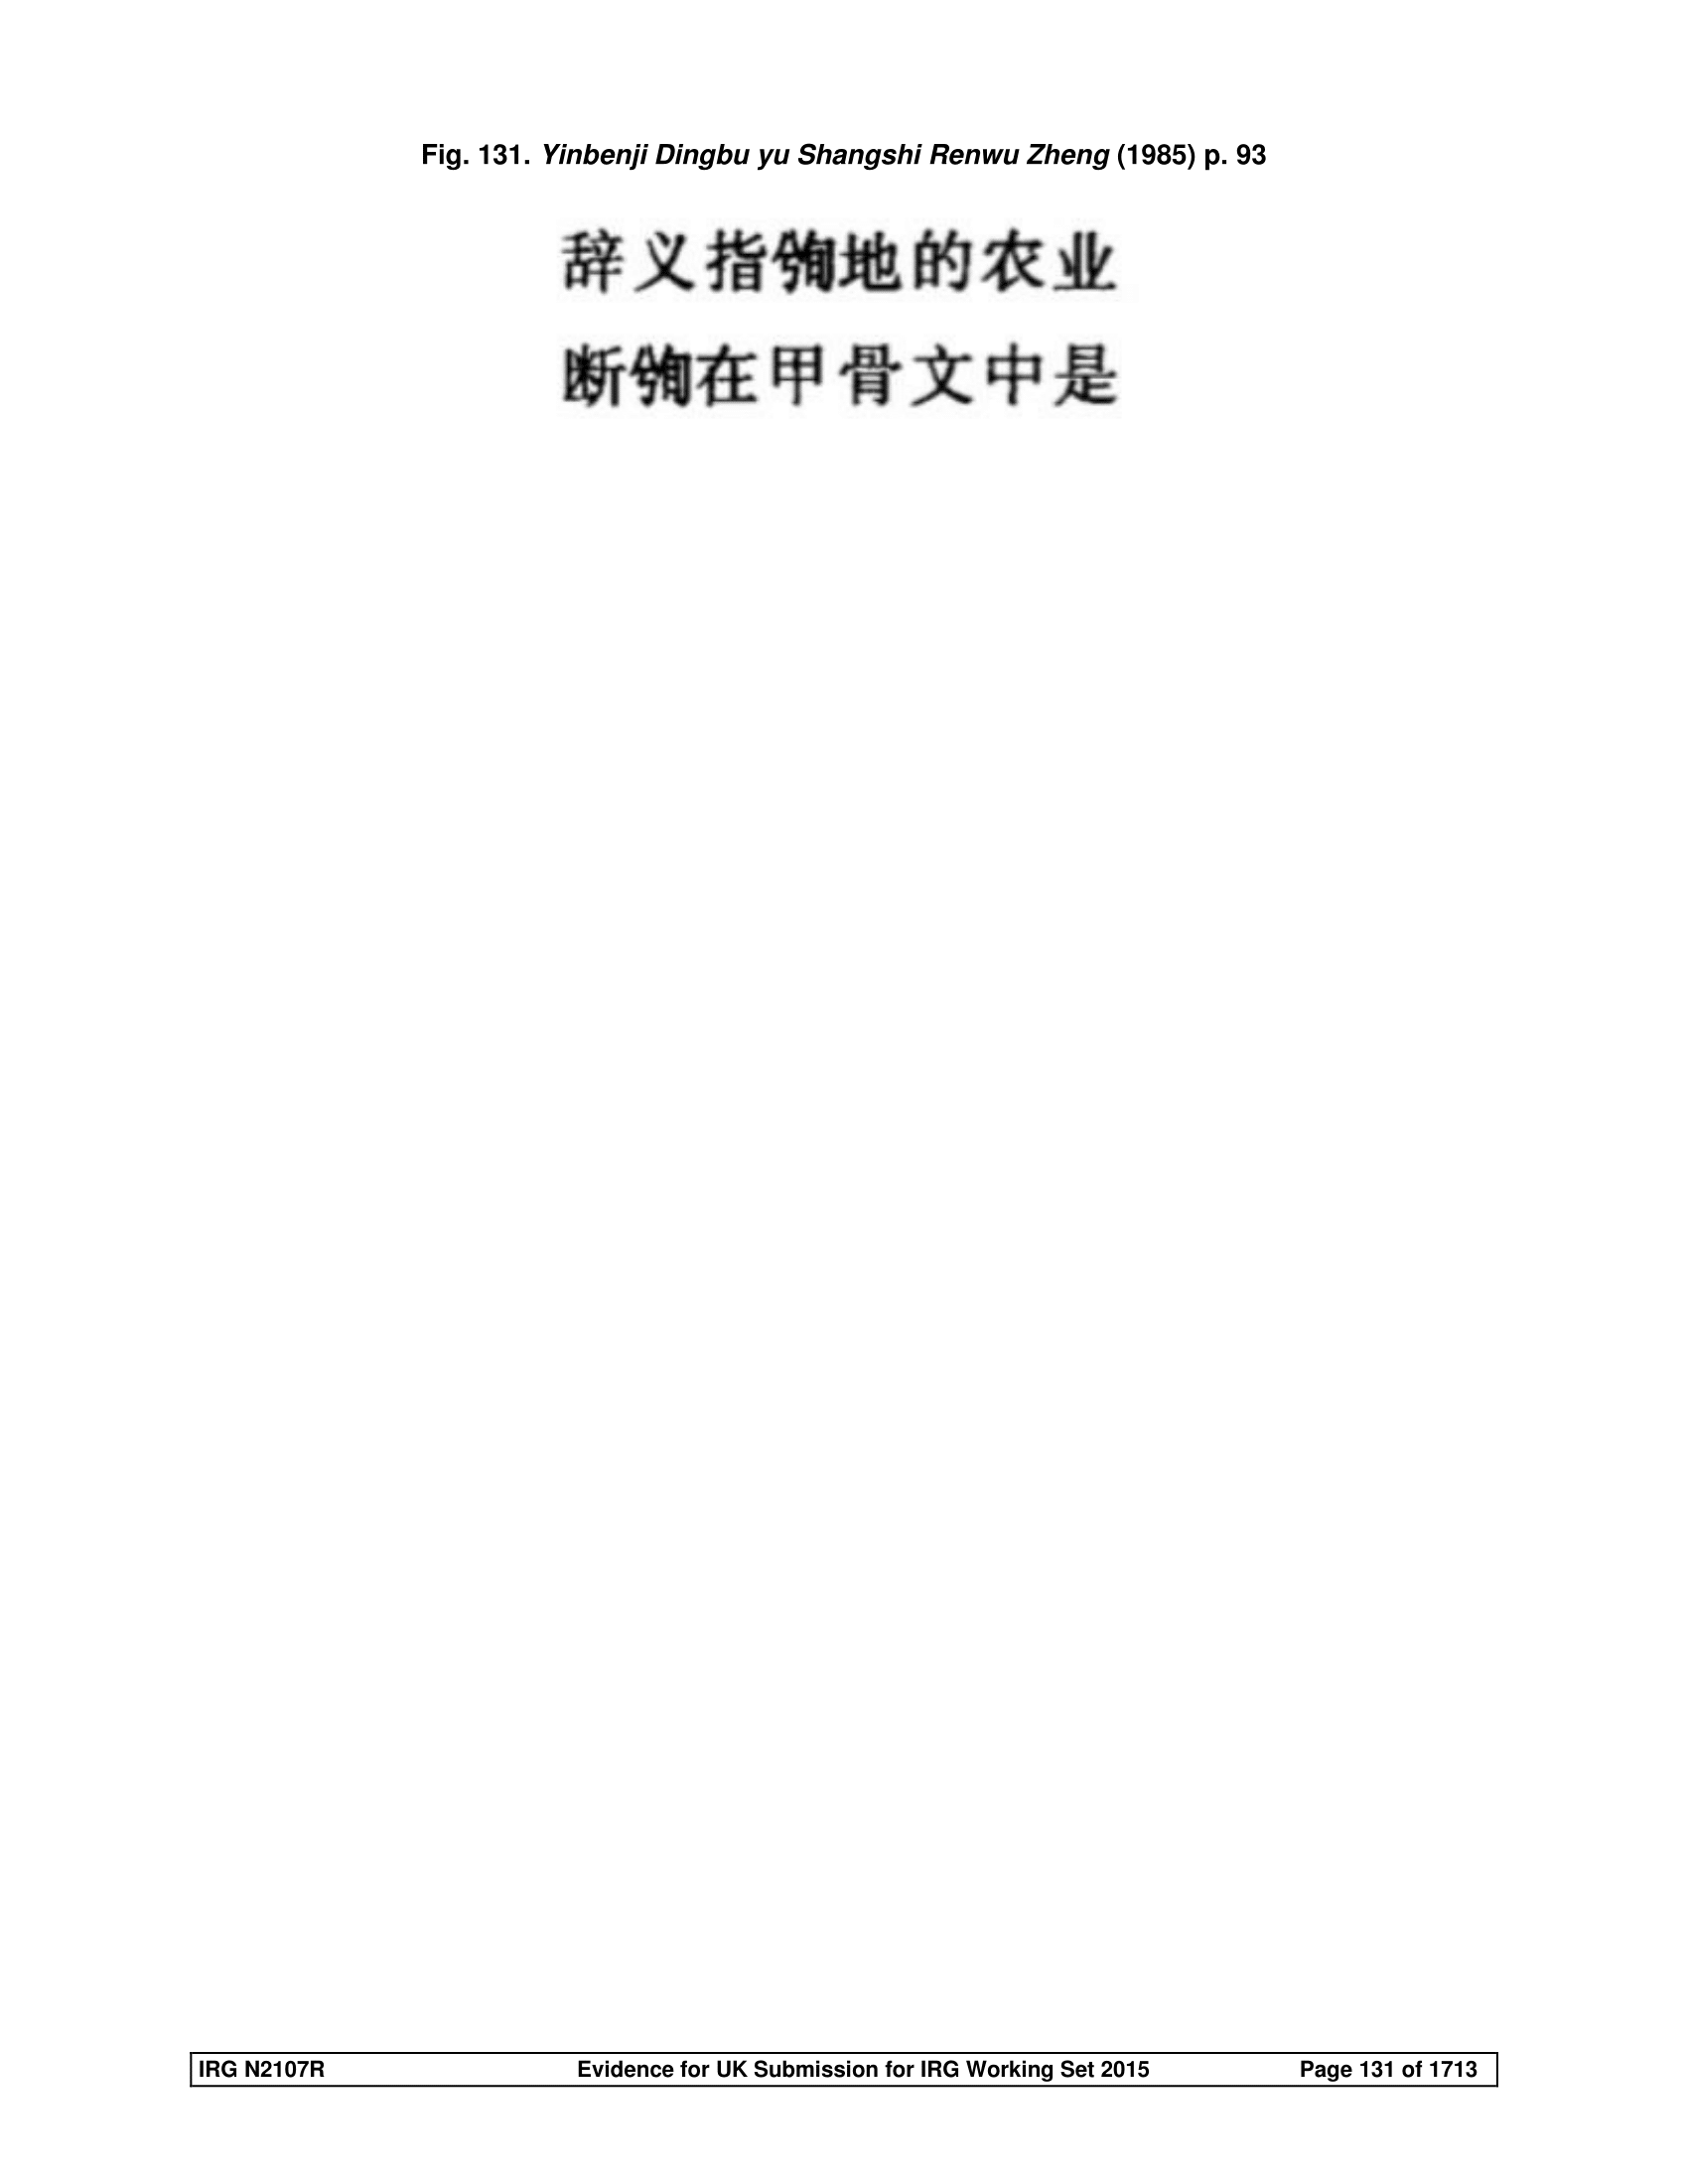 Fig. 131. Yinbenji Dingbu yu Shangshi Renwu Zheng (1985) p. 93
辞义指地的农业
断在甲骨文中是
IRG N2107R Evidence for UK Submission for IRG Working Set 2015 Page 131 of 1713